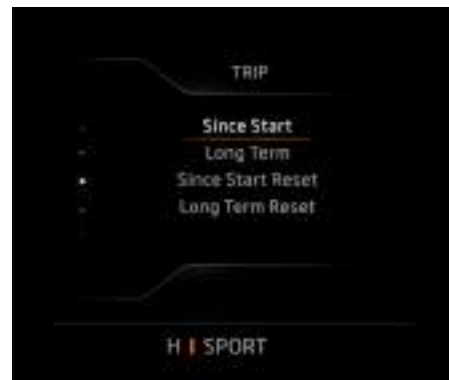 TRIP
Since Start
Long Term
Since Start Reset
Long Term Reset
H SPORT